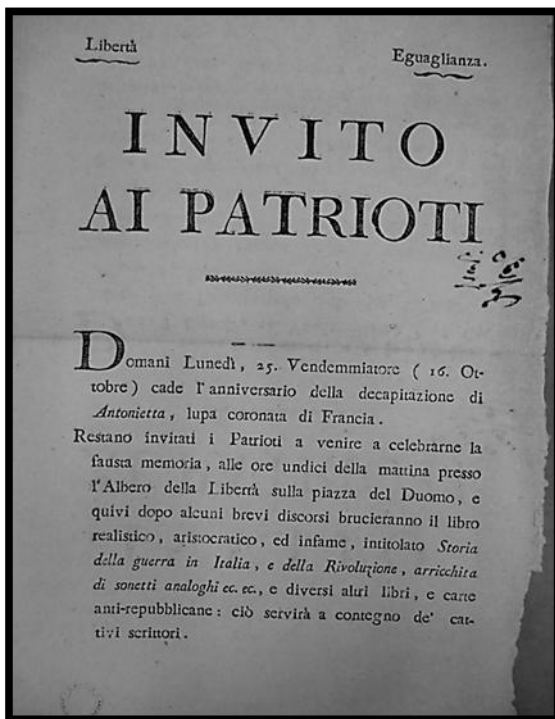 Libertà
Eguaglianza.
INVITO
AI PATRIOTI
Domani Lunedì, 25. Vendemmiatore ( 16. Ot-
tobre ) cade l'anniversario della decapitazione di
Antonietta, lupa coronata di Francia.
Restano invitati i Patrioti a venire a celebrarne la
fausta memoria, alle ore undici della mattina presso
l'Albero della Libertà sulla piazza del Duomo, e
quivi dopo alcuni brevi discorsi brucieranno il libro
realistico, aristocratico, ed infame, intitolato Storia
della guerra in Italia, e della Rivoluzione, arricchita
di sonetti analoghi ec. ec., e diversi altri libri, e carte
anti-repubblicane: ciò servirà a contegno de' cat-
tivi scrittori.